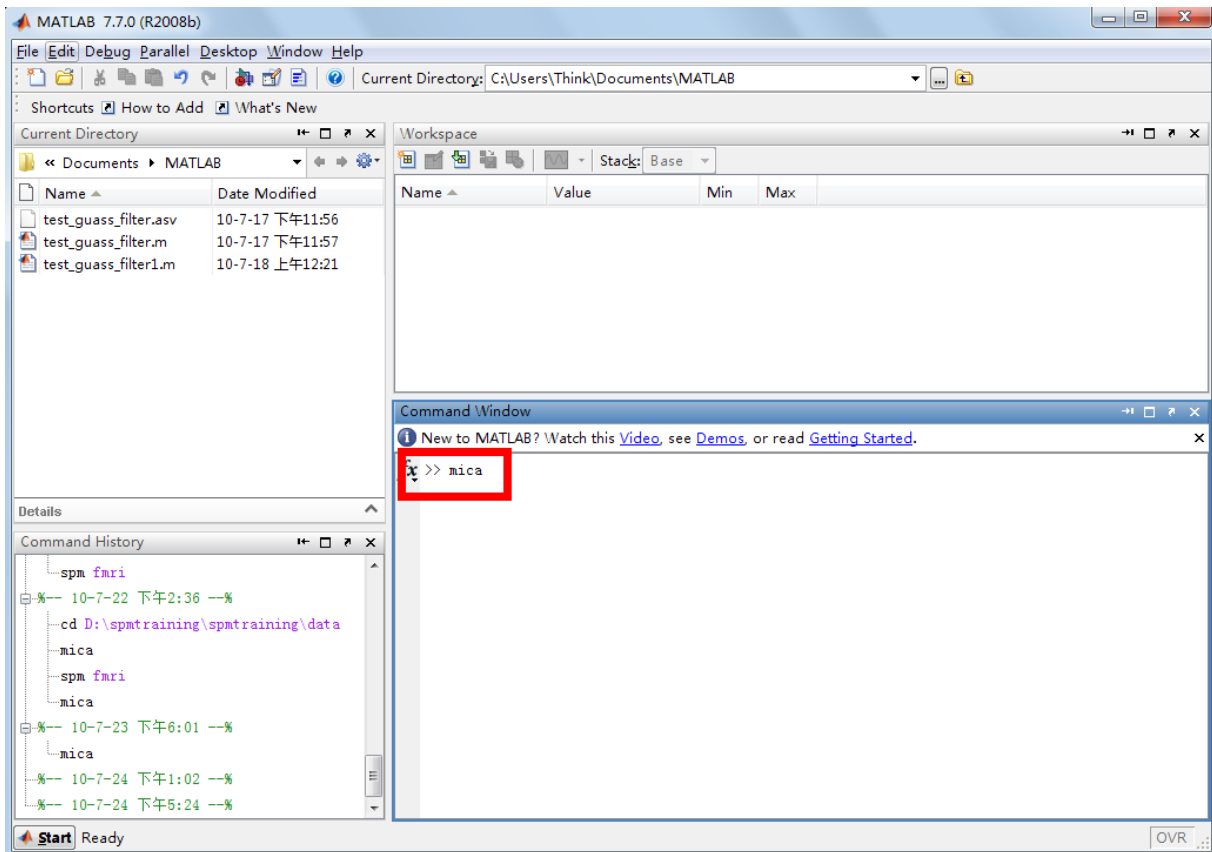 MATLAB 7.7.0 (R2008b)
File Edit Debug Parallel Desktop Window Help
Current Directory: C:\Users\Think\Documents\MATLAB
Shortcuts How to Add What's New
Current Directory
« Documents MATLAB
Name Date Modified
test_guass_filter.asv 10-7-17 下午11:56
test_guass_filter.m 10-7-17 下午11:57
test_guass_filter1.m 10-7-18 上午12:21
Details
Command History
spm fmri
%-- 10-7-22 下午2:36 --%
cd D:\spmtraining\spmtraining\data
mica
spm fmri
mica
%-- 10-7-23 下午6:01 --%
mica
%-- 10-7-24 下午1:02 --%
%-- 10-7-24 下午5:24 --%
Workspace
Stack: Base
Name Value Min Max
Command Window
New to MATLAB? Watch this Video, see Demos, or read Getting Started.
fx >> mica
Start Ready
OVR